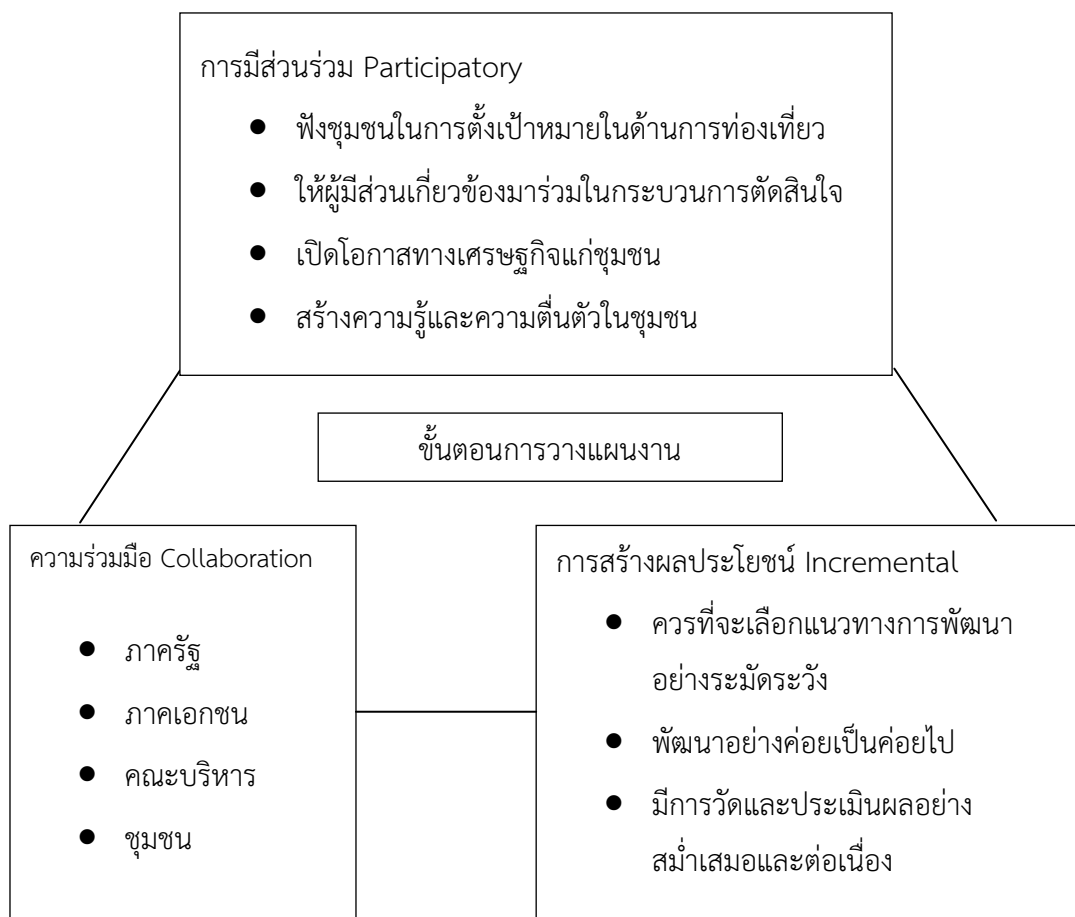 การมีส่วนร่วม Participatory
● ฟังชุมชนในการตั้งเป้าหมายในด้านการท่องเที่ยว
● ให้ผู้มีส่วนเกี่ยวข้องมาร่วมในกระบวนการตัดสินใจ
● เปิดโอกาสทางเศรษฐกิจแก่ชุมชน
● สร้างความรู้และความตื่นตัวในชุมชน
ขั้นตอนการวางแผนงาน
ความร่วมมือ Collaboration
● ภาครัฐ
● ภาคเอกชน
● คณะบริหาร
● ชุมชน
การสร้างผลประโยชน์ Incremental
● ควรที่จะเลือกแนวทางการพัฒนา
อย่างระมัดระวัง
● พัฒนาอย่างค่อยเป็นค่อยไป
● มีการวัดและประเมินผลอย่าง
สม่ำเสมอและต่อเนื่อง